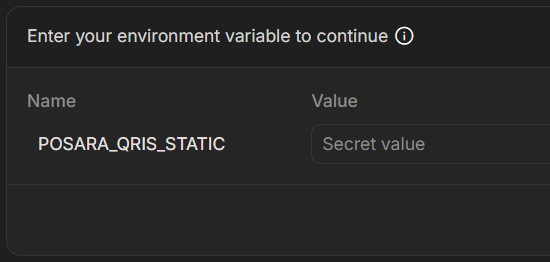 Enter your environment variable to continue
Name Value
POSARA_QRIS_STATIC Secret value